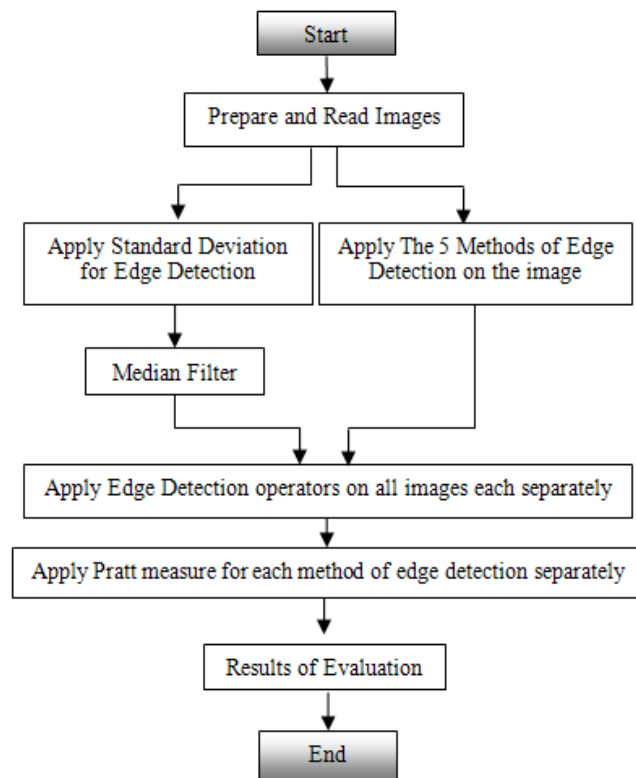 Start
Prepare and Read Images
Apply Standard Deviation
for Edge Detection
Apply The 5 Methods of Edge
Detection on the image
Median Filter
Apply Edge Detection operators on all images each separately
Apply Pratt measure for each method of edge detection separately
Results of Evaluation
End